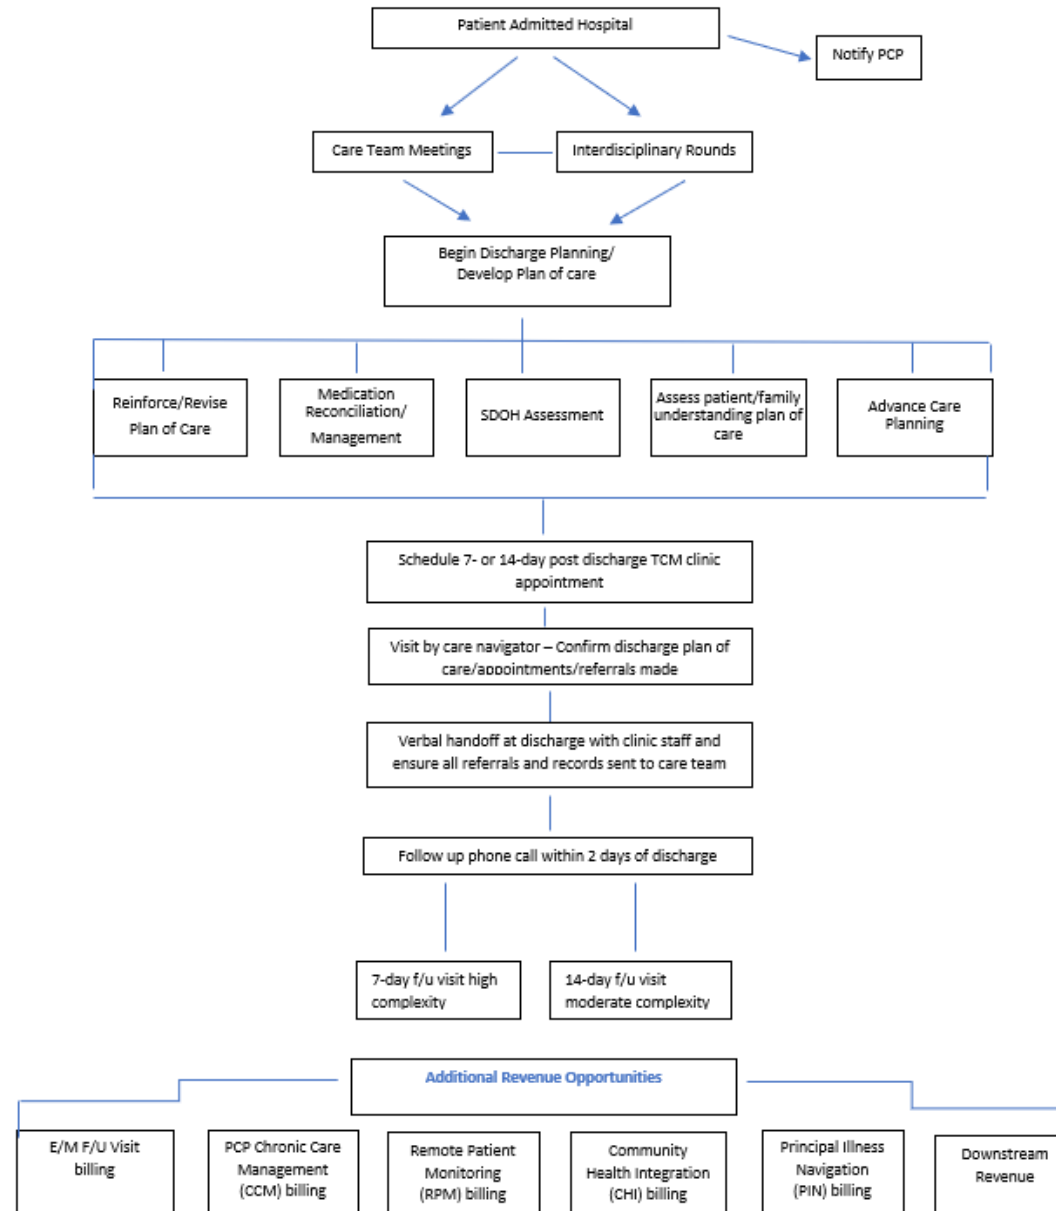 Patient Admitted Hospital
Notify PCP
Care Team Meetings
Interdisciplinary Rounds
Begin Discharge Planning/
Develop Plan of care
Reinforce/Revise
Plan of Care
Medication
Reconciliation/
Management
SDOH Assessment
Assess patient/family
understanding plan of
care
Advance Care
Planning
Schedule 7- or 14-day post discharge TCM clinic
appointment
Visit by care navigator – Confirm discharge plan of
care/appointments/referrals made
Verbal handoff at discharge with clinic staff and
ensure all referrals and records sent to care team
Follow up phone call within 2 days of discharge
7-day f/u visit high
complexity
14-day f/u visit
moderate complexity
Additional Revenue Opportunities
E/M F/U Visit
billing
PCP Chronic Care
Management
(CCM) billing
Remote Patient
Monitoring
(RPM) billing
Community
Health Integration
(CHI) billing
Principal Illness
Navigation
(PIN) billing
Downstream
Revenue